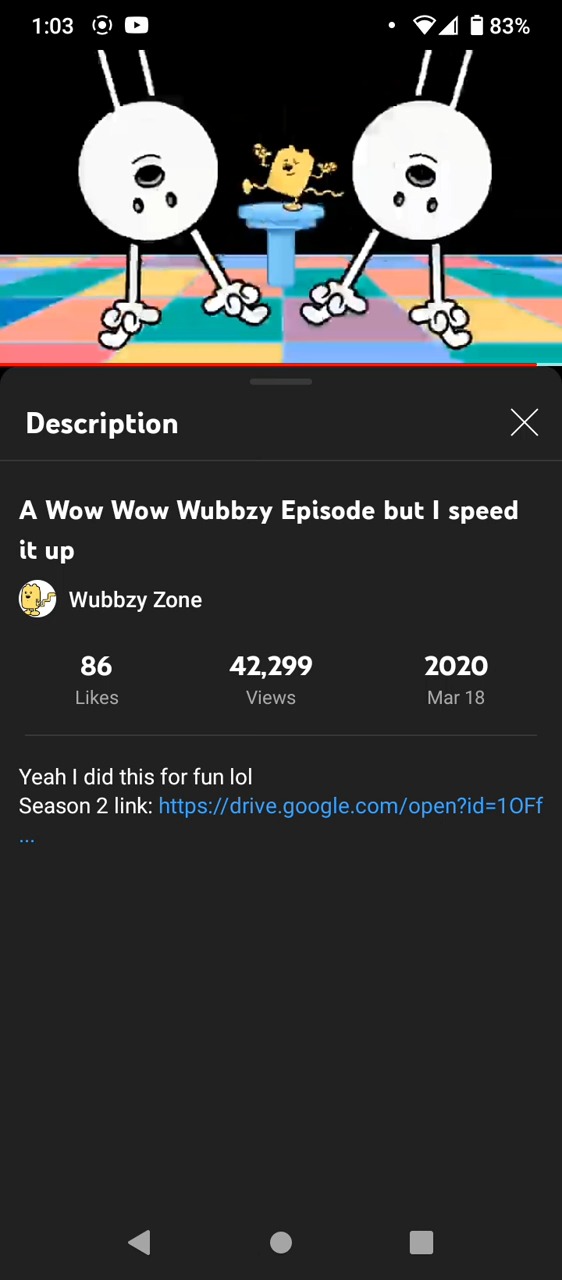 1:03
83%
Description
A Wow Wow Wubbzy Episode but I speed
it up
Wubbzy Zone
86
42,299
2020
Likes
Views
Mar 18
Yeah I did this for fun lol
Season 2 link: https://drive.google.com/open?id=1OFf
...